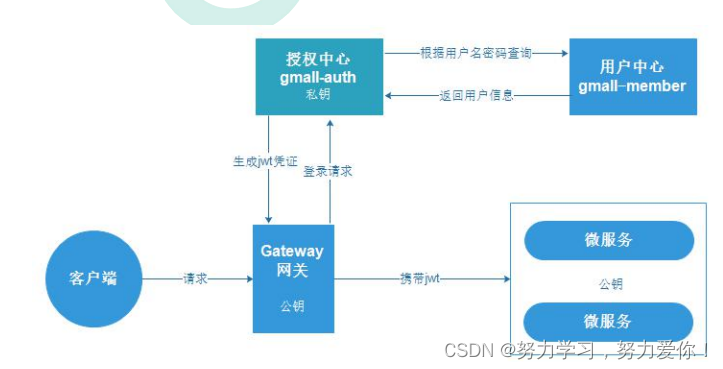 授权中心
gmall-auth
私钥
根据用户名密码查询
返回用户信息
用户中心
gmall-member
生成jwt凭证
登录请求
客户端
请求
Gateway
网关
公钥
携带jwt
微服务
公钥
微服务
CSDN @努力学习，努力爱你！